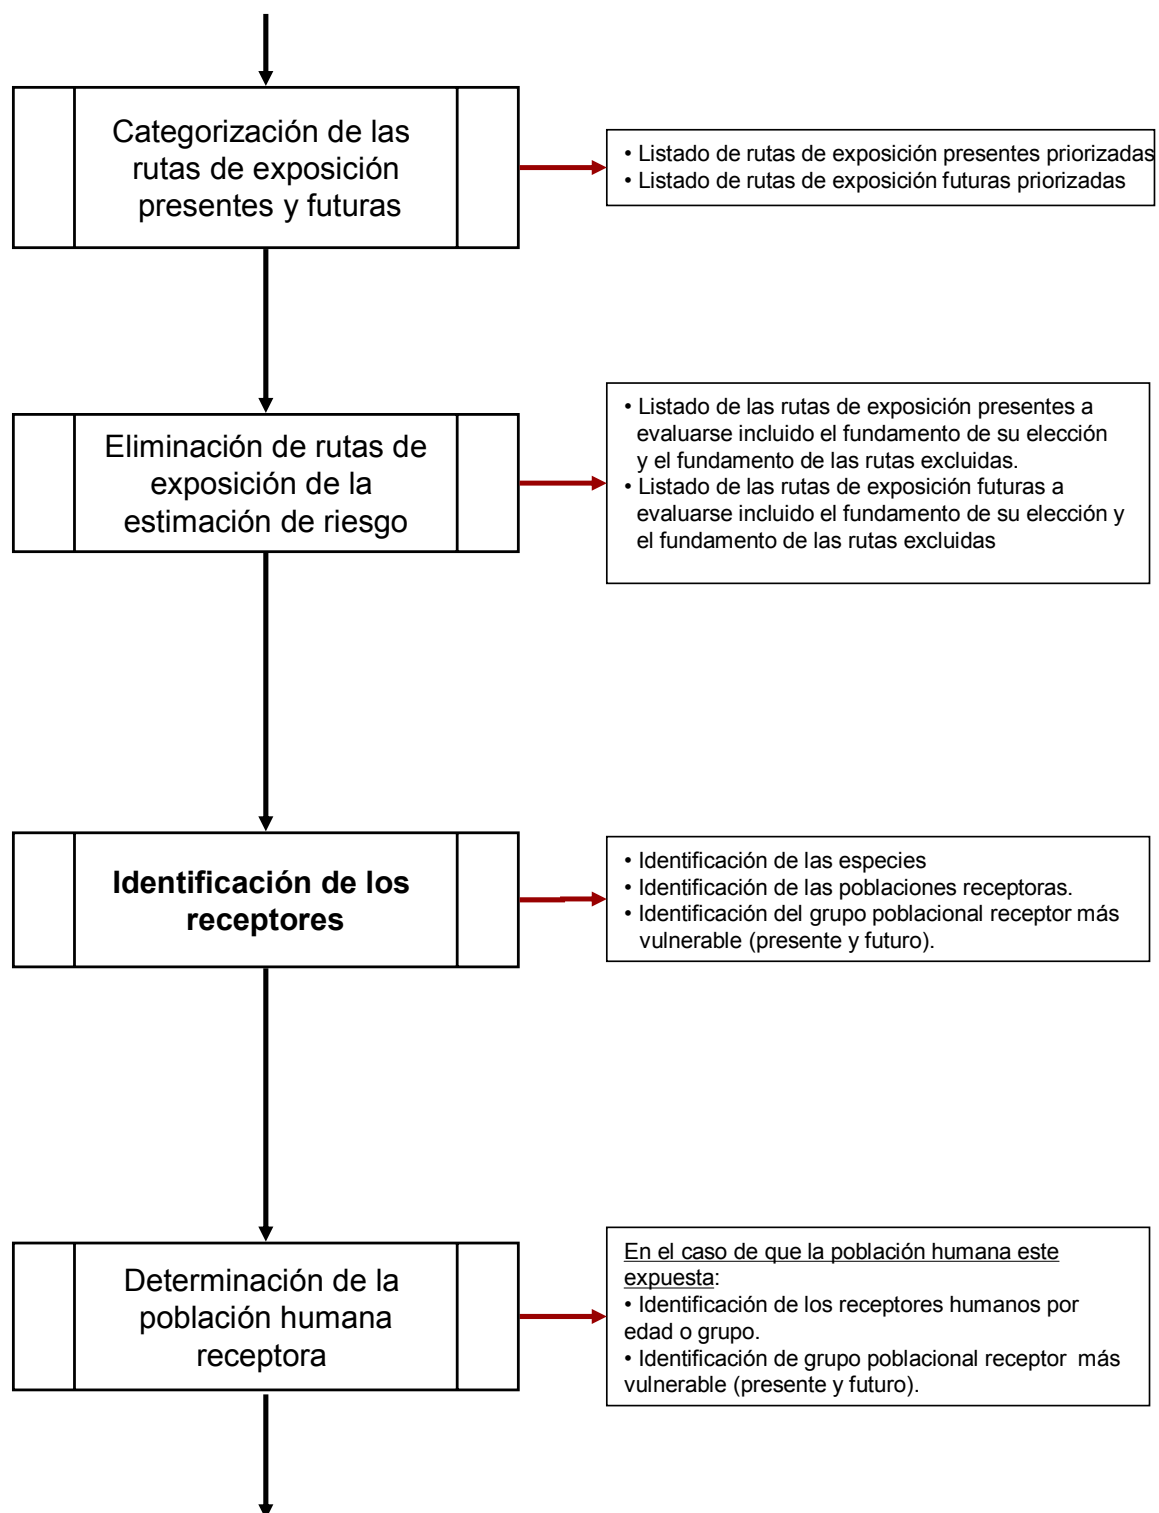 Categorización de las
rutas de exposición
presentes y futuras
• Listado de rutas de exposición presentes priorizadas
• Listado de rutas de exposición futuras priorizadas
Eliminación de rutas de
exposición de la
estimación de riesgo
• Listado de las rutas de exposición presentes a
evaluarse incluido el fundamento de su elección
y el fundamento de las rutas excluidas.
• Listado de las rutas de exposición futuras a
evaluarse incluido el fundamento de su elección y
el fundamento de las rutas excluidas
Identificación de los
receptores
• Identificación de las especies
• Identificación de las poblaciones receptoras.
• Identificación del grupo poblacional receptor más
vulnerable (presente y futuro).
Determinación de la
población humana
receptora
En el caso de que la población humana este
expuesta:
• Identificación de los receptores humanos por
edad o grupo.
• Identificación de grupo poblacional receptor más
vulnerable (presente y futuro).